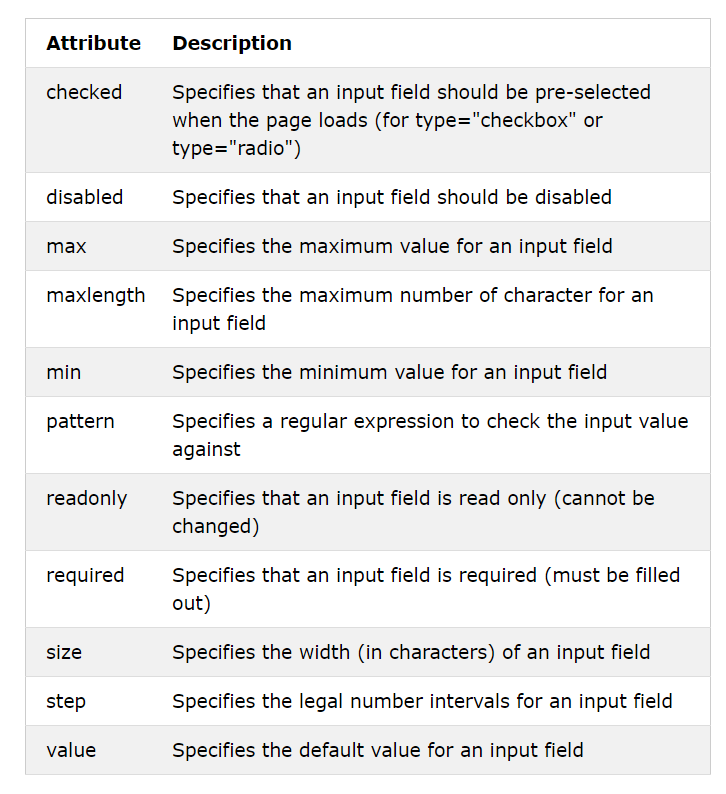 Attribute Description
checked Specifies that an input field should be pre-selected
when the page loads (for type="checkbox" or
type="radio")
disabled Specifies that an input field should be disabled
max Specifies the maximum value for an input field
maxlength Specifies the maximum number of character for an
input field
min Specifies the minimum value for an input field
pattern Specifies a regular expression to check the input value
against
readonly Specifies that an input field is read only (cannot be
changed)
required Specifies that an input field is required (must be filled
out)
size Specifies the width (in characters) of an input field
step Specifies the legal number intervals for an input field
value Specifies the default value for an input field